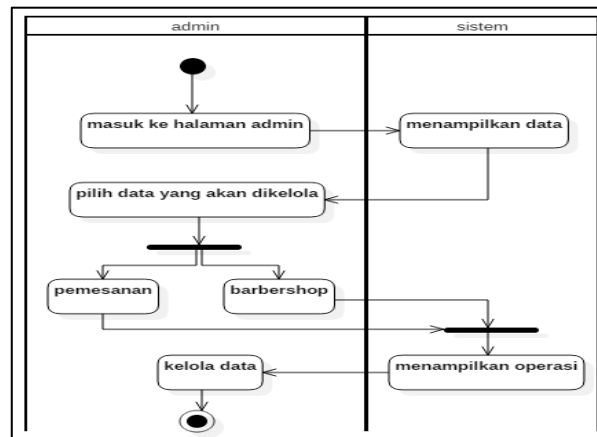 admin
sistem
masuk ke halaman admin
menampilkan data
pilih data yang akan dikelola
pemesanan
barbershop
kelola data
menampilkan operasi